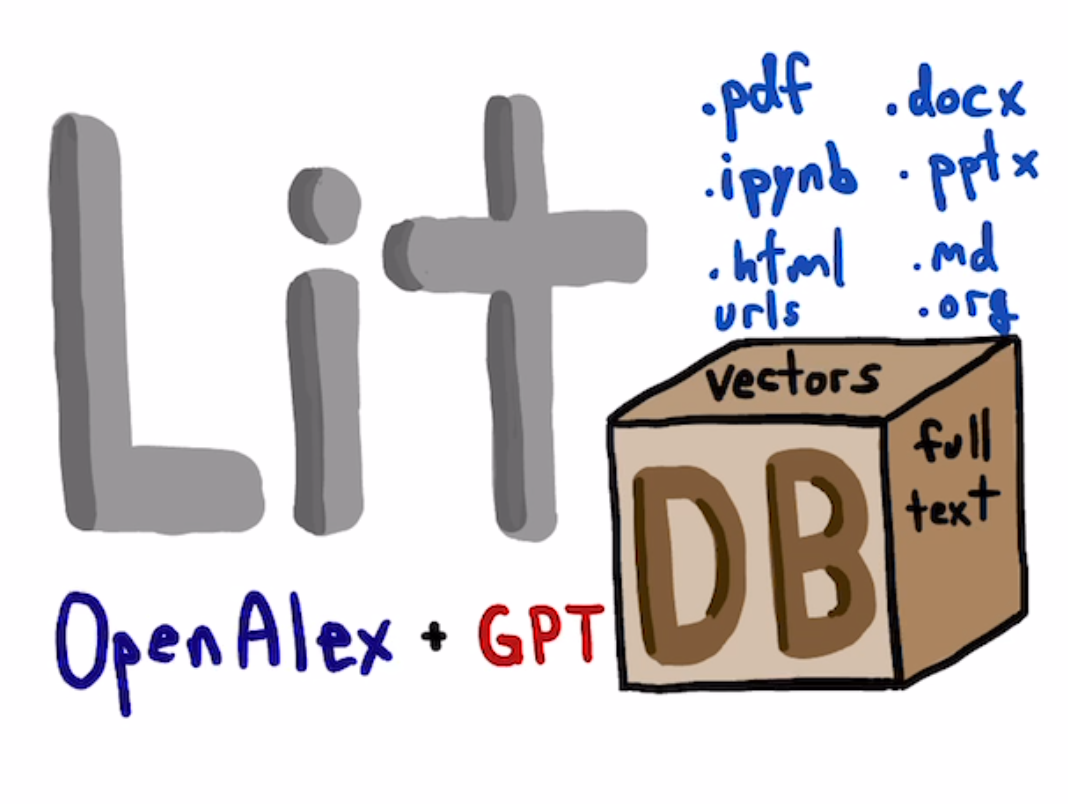 Lit
.pdf .docx
.ipynb .pptx
.html .md
urls .org
vectors
full
text
DB
OpenAlex + GPT